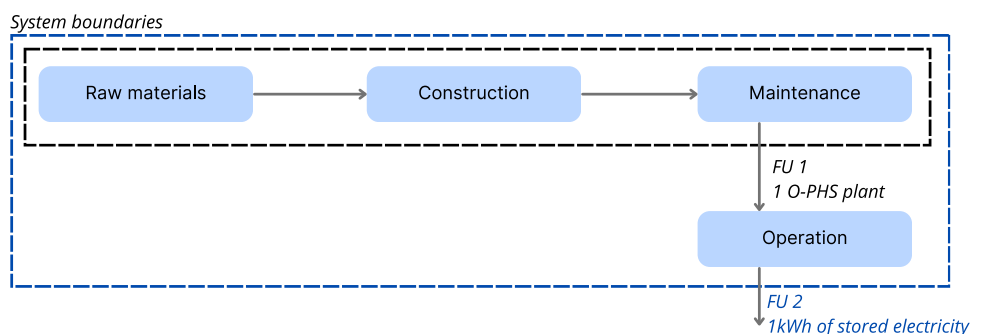 System boundaries
Raw materials
Construction
Maintenance
FU 1
1 O-PHS plant
Operation
FU 2
1kWh of stored electricity